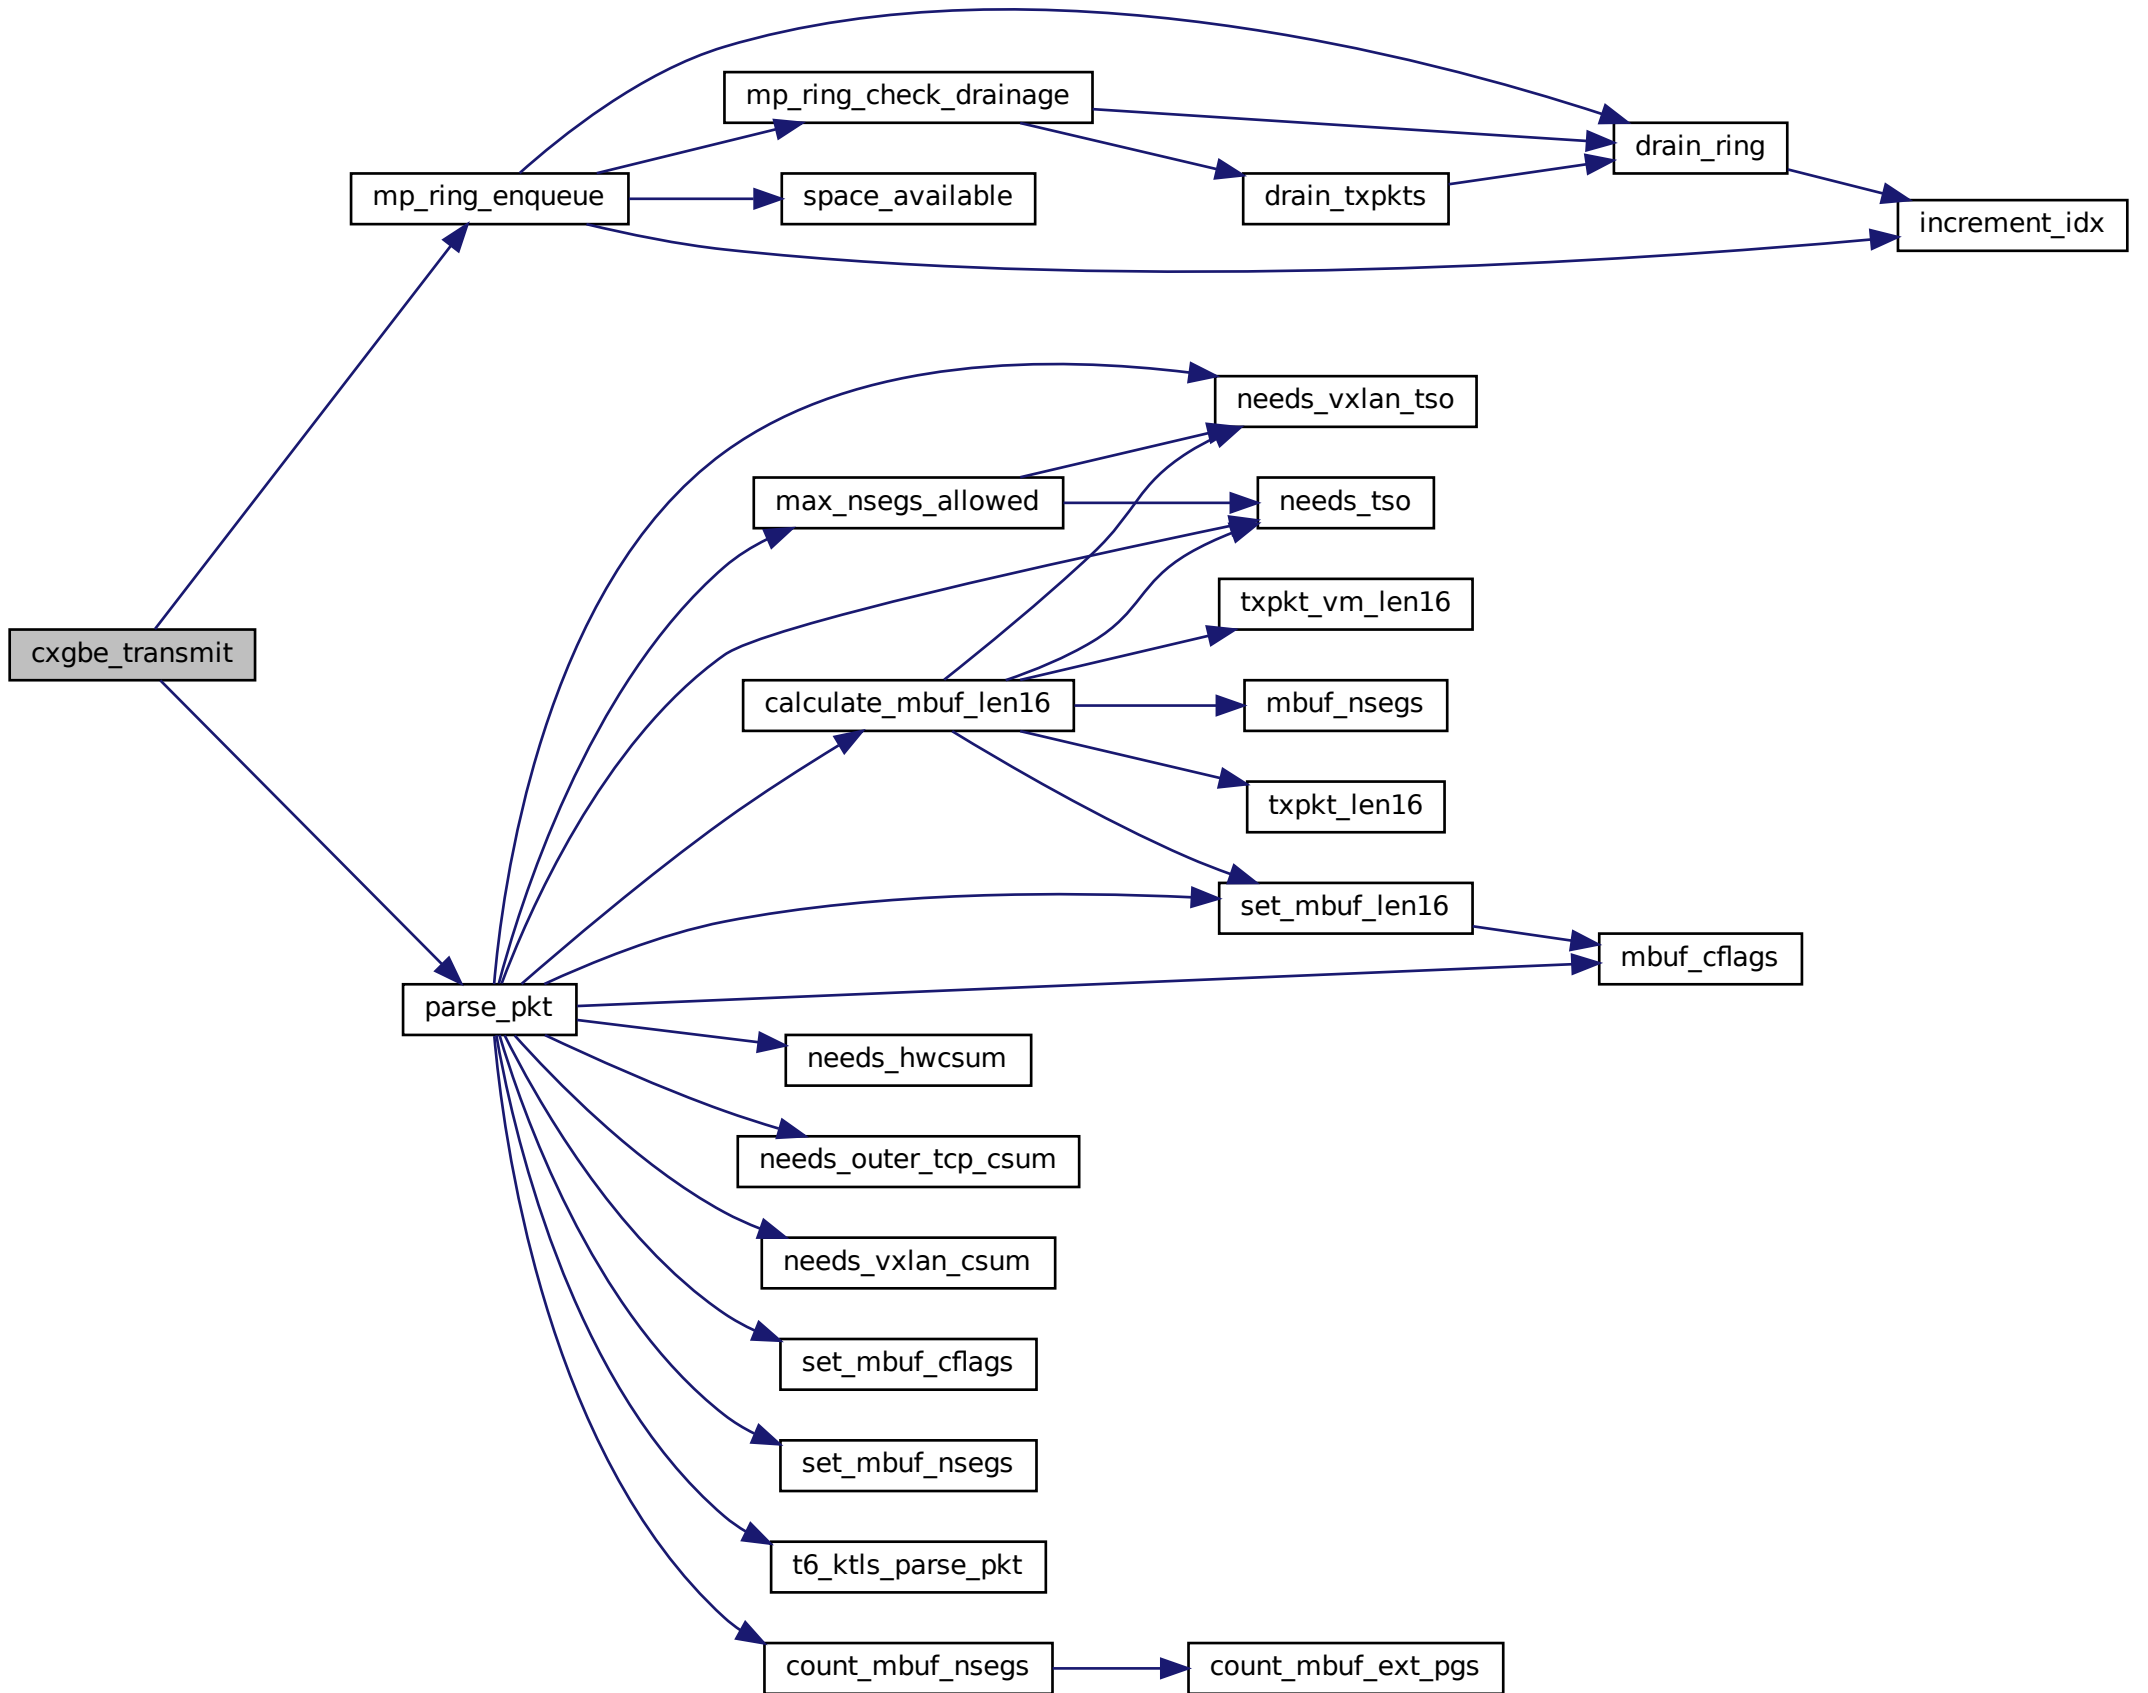 mp_ring_check_drainage
drain_ring
mp_ring_enqueue
space_available
drain_txpkts
increment_idx
needs_vxlan_tso
max_nsegs_allowed
needs_tso
txpkt_vm_len16
cxgbe_transmit
calculate_mbuf_len16
mbuf_nsegs
txpkt_len16
set_mbuf_len16
mbuf_cflags
parse_pkt
needs_hwcsum
needs_outer_tcp_csum
needs_vxlan_csum
set_mbuf_cflags
set_mbuf_nsegs
t6_ktls_parse_pkt
count_mbuf_nsegs
count_mbuf_ext_pgs